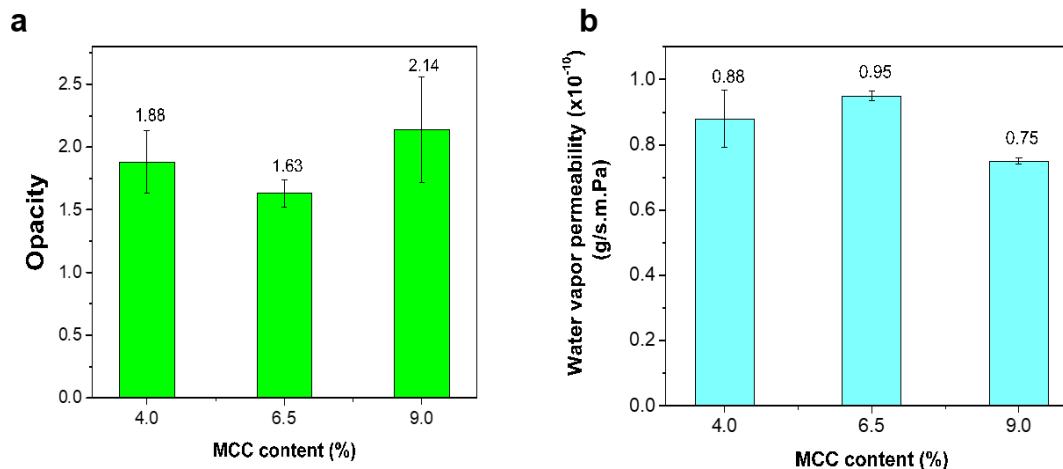 a
Opacity
2.5
2.0
1.5
1.0
0.5
0.0
1.88
1.63
2.14
4.0 6.5 9.0
MCC content (%)
b
Water vapor permeability (x10⁻¹⁰)
(g/s.m.Pa)
1.0
0.8
0.6
0.4
0.2
0.0
0.88
0.95
0.75
4.0 6.5 9.0
MCC content (%)